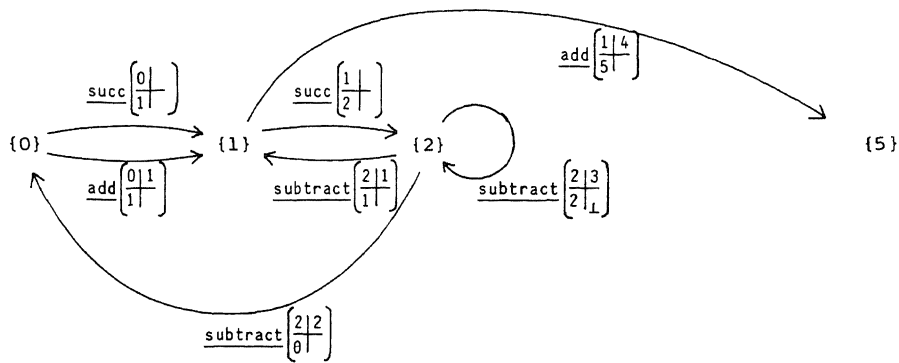 add 1 4
5
succ 0
1
succ 1
2
{0} {1} {2} {5}
add 0 1
1
subtract 2 1
1
subtract 2 3
2 ⊥
subtract 2 2
0